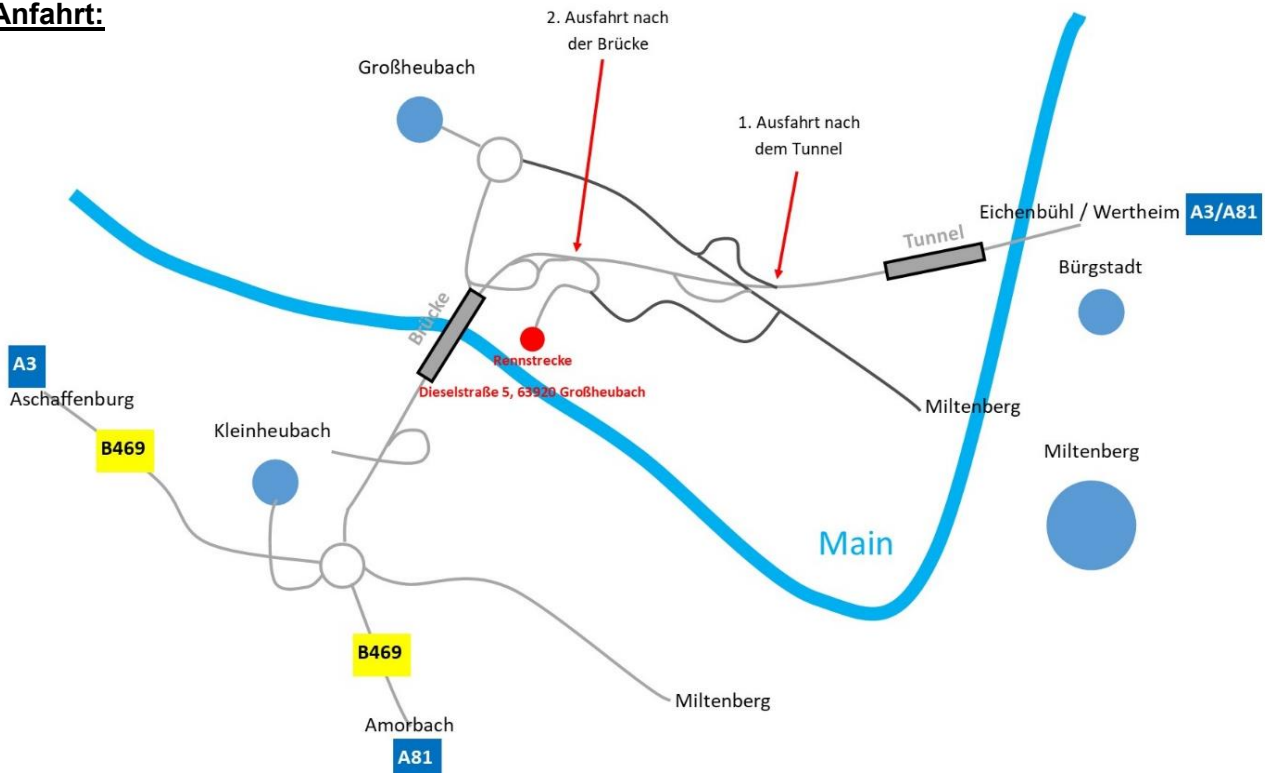 Anfahrt:
2. Ausfahrt nach
der Brücke
Großheubach
1. Ausfahrt nach
dem Tunnel
Eichenbühl / Wertheim A3/A81
Tunnel
Bürgstadt
Brücke
A3
Aschaffenburg
Rennstrecke
Dieselstraße 5, 63920 Großheubach
Miltenberg
B469
Kleinheubach
Miltenberg
Main
B469
Miltenberg
Amorbach
A81